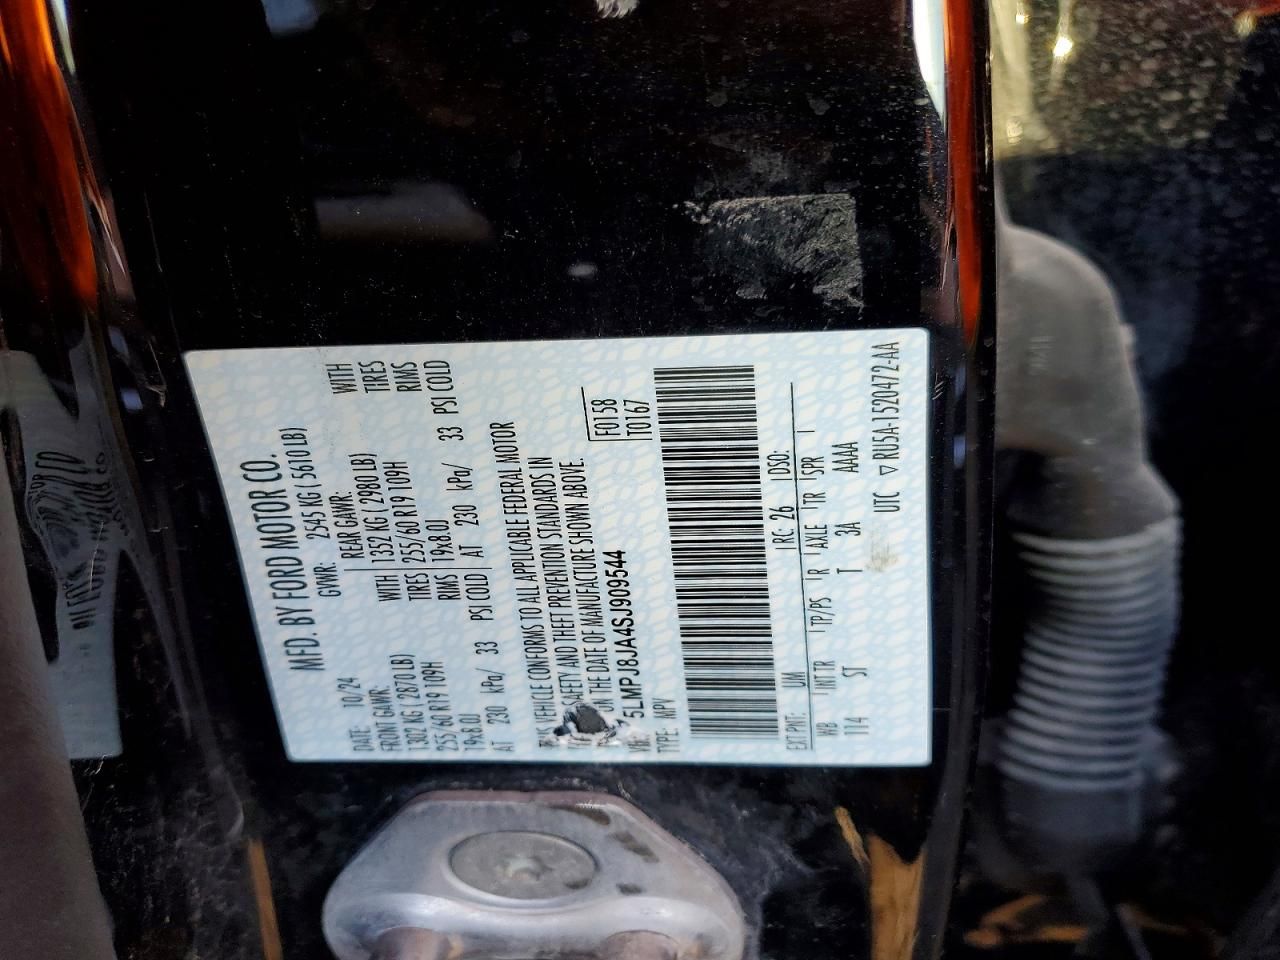 MFD. BY FORD MOTOR CO.
DATE: 10/24 GVWR: 2545 KG ( 5610 LB)
FRONT GAWR: REAR GAWR:
1302 KG ( 2870 LB) WITH 1352 KG ( 2980 LB) WITH
255/60 R19 109H TIRES 255/60 R19 109H TIRES
19x8.0J RIMS 19x8.0J RIMS
AT 230 kPa/ 33 PSI COLD AT 230 kPa/ 33 PSI COLD
THIS VEHICLE CONFORMS TO ALL APPLICABLE FEDERAL MOTOR
SAFETY AND THEFT PREVENTION STANDARDS IN
ON THE DATE OF MANUFACTURE SHOWN ABOVE.
5LMPJ8JA4SJ909544
TYPE: MPV
F0158
T0167
EXT PNT: UM RC: 26 DSO:
WB INT TR TP/PS R AXLE TR SPR
114 ST T 3A AAAA
UTC ▽ RU5A-1520472-AA